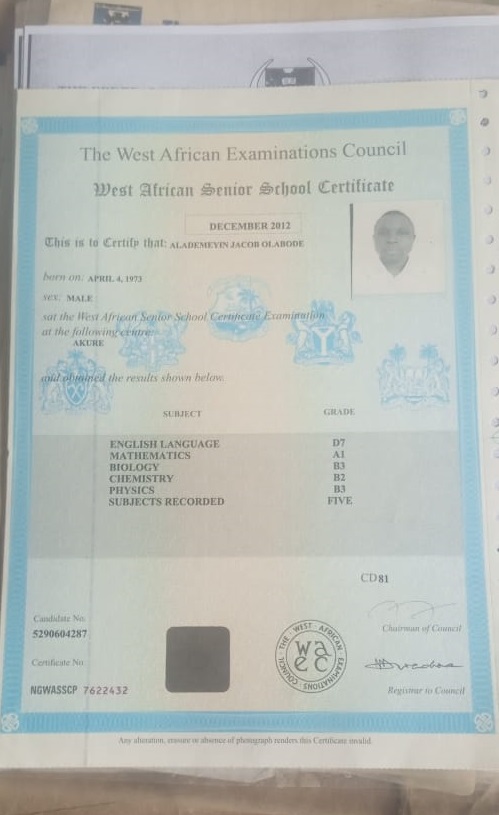 The West African Examinations Council
West African Senior School Certificate
DECEMBER 2012
This is to Certify that: ALADEMEYIN JACOB OLABODE
born on: APRIL 4, 1973
sex: MALE
sat the West African Senior School Certificate Examination
at the following centre:
AKURE
and obtained the results shown below.
SUBJECT GRADE
ENGLISH LANGUAGE D7
MATHEMATICS A1
BIOLOGY B3
CHEMISTRY B2
PHYSICS B3
SUBJECTS RECORDED FIVE
CD81
Candidate No:
5290604287
Chairman of Council
Certificate No:
NGWASSCP 7622432
THE WEST AFRICAN EXAMINATIONS COUNCIL
wa
ec
Registrar to Council
Any alteration, erasure or absence of photograph renders this Certificate invalid.